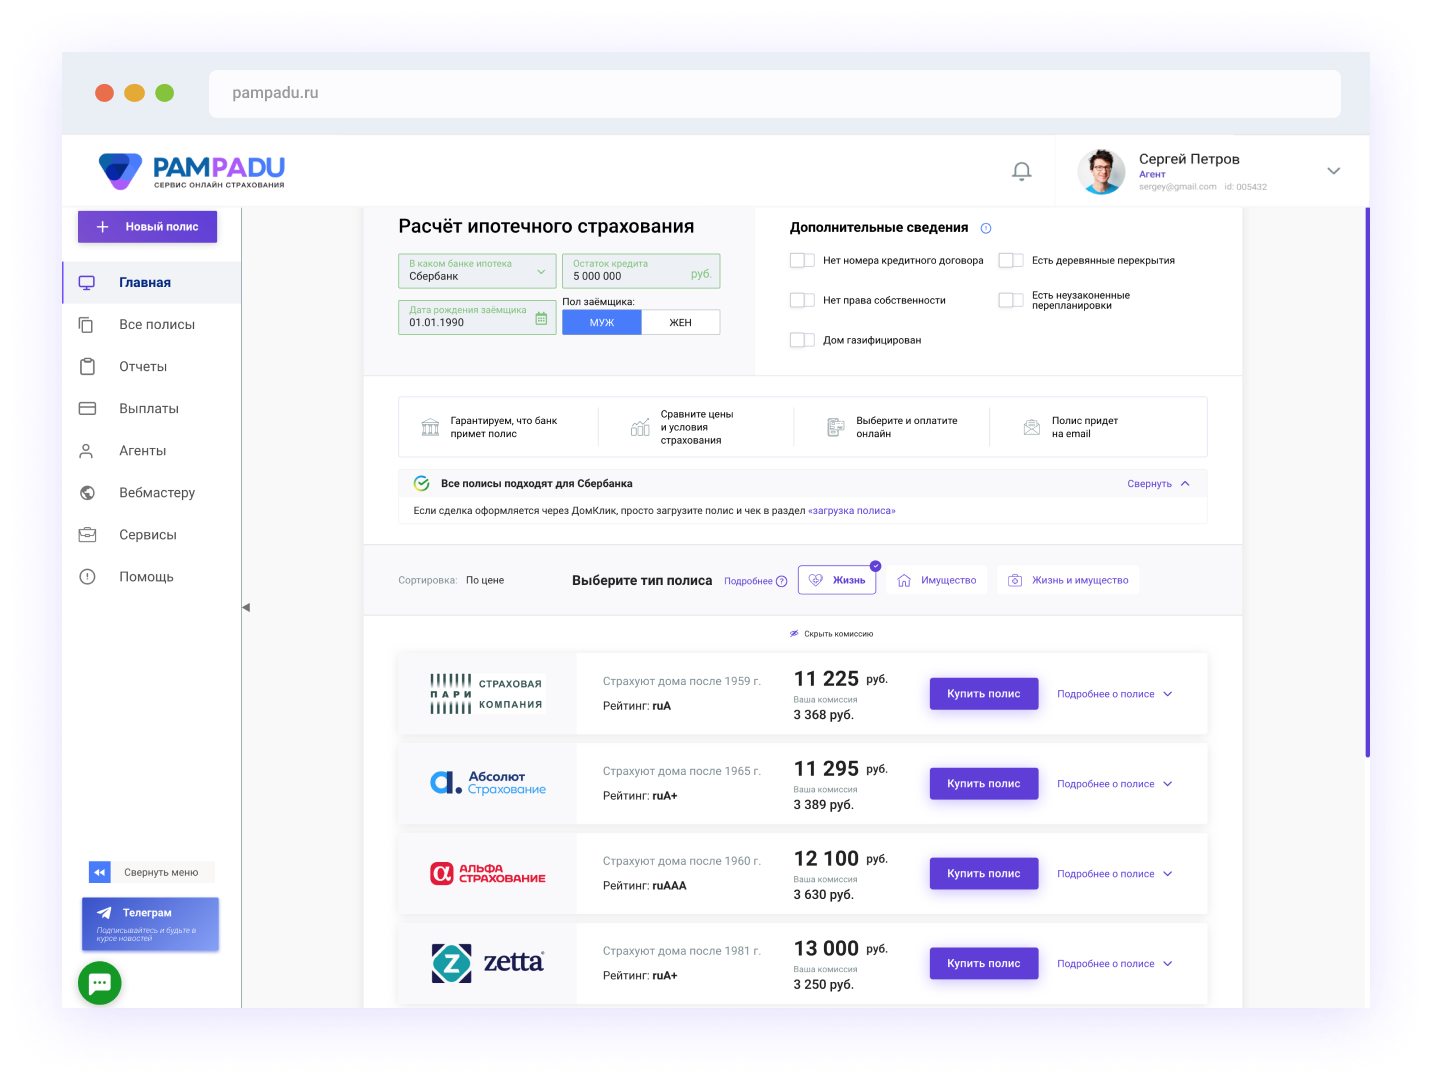 pampadu.ru
PAMPADU
СЕРВИС ОНЛАЙН СТРАХОВАНИЯ
Сергей Петров
Агент
sergey@gmail.com id: 005432
Новый полис
Главная
Все полисы
Отчеты
Выплаты
Агенты
Вебмастеру
Сервисы
Помощь
Свернуть меню
Телеграм
Подписывайтесь и будьте в
курсе новостей
Расчёт ипотечного страхования
В каком банке ипотека
Сбербанк
Остаток кредита
5 000 000 руб.
Дата рождения заёмщика
01.01.1990
Пол заёмщика:
МУЖ ЖЕН
Дополнительные сведения
Нет номера кредитного договора
Есть деревянные перекрытия
Нет права собственности
Есть неузаконенные
перепланировки
Дом газифицирован
Гарантируем, что банк
примет полис
Сравните цены
и условия
страхования
Выберите и оплатите
онлайн
Полис придет
на email
Все полисы подходят для Сбербанка
Свернуть
Если сделка оформляется через ДомКлик, просто загрузите полис и чек в раздел «загрузка полиса»
Сортировка: По цене
Выберите тип полиса
Подробнее ?
Жизнь
Имущество
Жизнь и имущество
Скрыть комиссию
ПАРИ
СТРАХОВАЯ
КОМПАНИЯ
Страхуют дома после 1959 г.
Рейтинг: ruA
11 225 руб.
Ваша комиссия
3 368 руб.
Купить полис
Подробнее о полисе
Абсолют
Страхование
Страхуют дома после 1965 г.
Рейтинг: ruA+
11 295 руб.
Ваша комиссия
3 389 руб.
Купить полис
Подробнее о полисе
АЛЬФА
СТРАХОВАНИЕ
Страхуют дома после 1960 г.
Рейтинг: ruAAA
12 100 руб.
Ваша комиссия
3 630 руб.
Купить полис
Подробнее о полисе
Z zetta
Страхуют дома после 1981 г.
Рейтинг: ruA+
13 000 руб.
Ваша комиссия
3 250 руб.
Купить полис
Подробнее о полисе